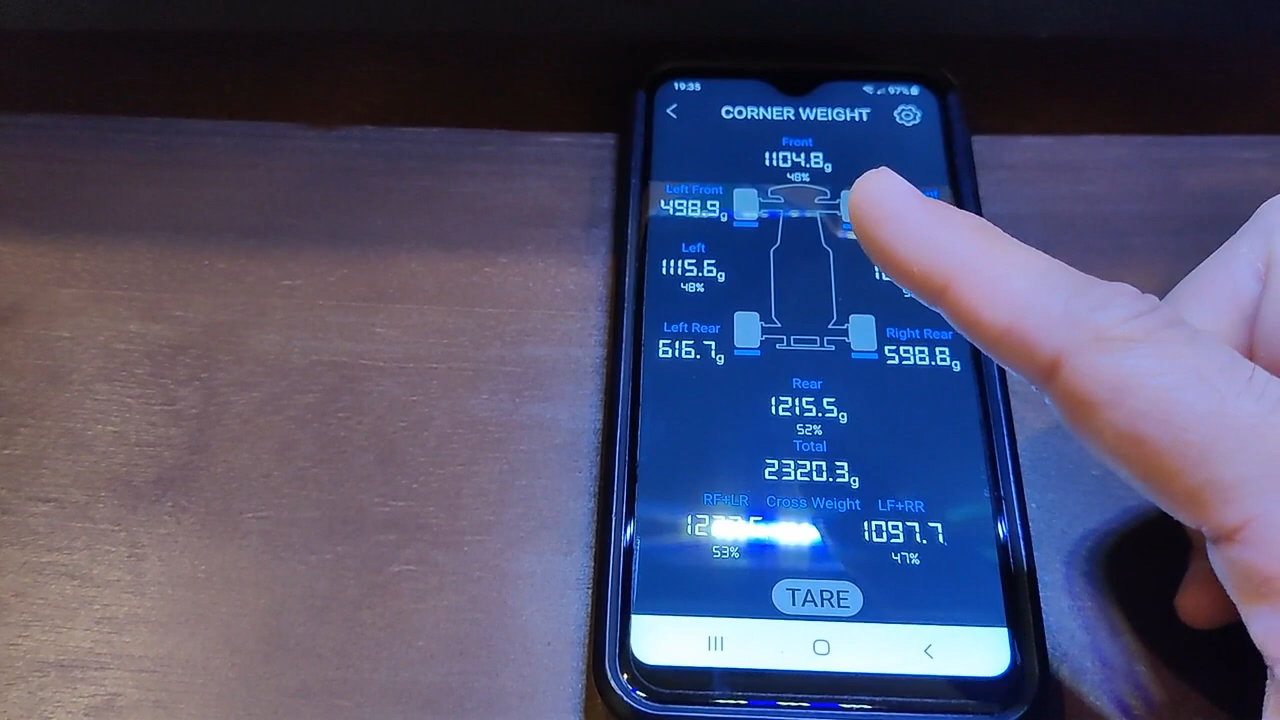 19:35
97%
CORNER WEIGHT
Front
1104.8g
48%
Left Front
498.9g
Left
1115.6g
48%
Left Rear
616.7g
Right Rear
598.8g
Rear
1215.5g
52%
Total
2320.3g
RF+LR Cross Weight LF+RR
1097.7
53%
47%
TARE